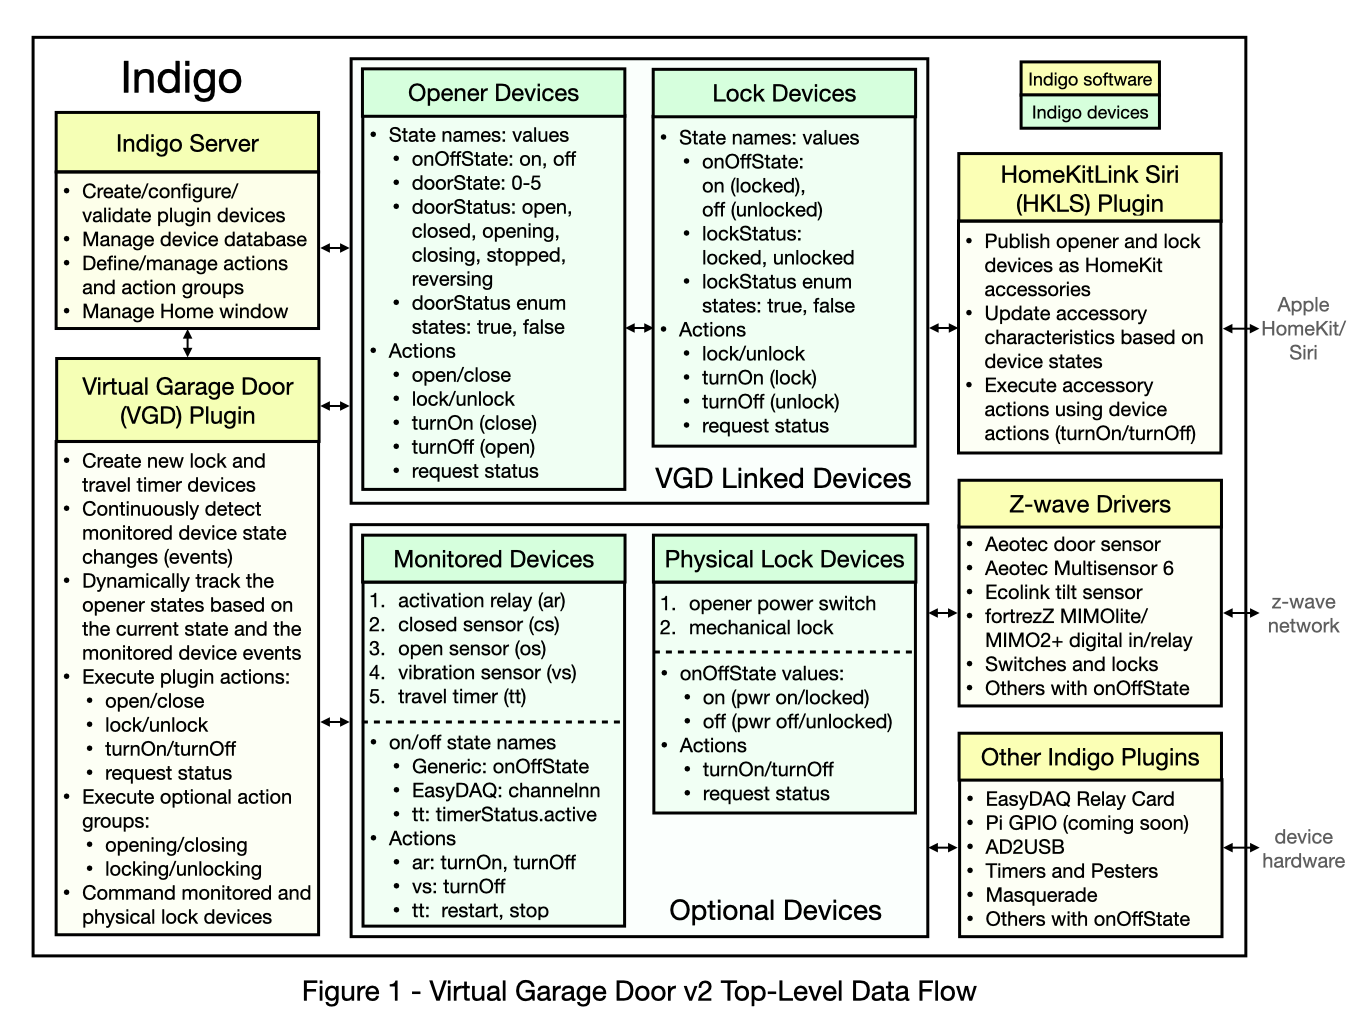 Indigo
Indigo Server
• Create/configure/
validate plugin devices
• Manage device database
• Define/manage actions
and action groups
• Manage Home window
Virtual Garage Door
(VGD) Plugin
• Create new lock and
travel timer devices
• Continuously detect
monitored device state
changes (events)
• Dynamically track the
opener states based on
the current state and the
monitored device events
• Execute plugin actions:
• open/close
• lock/unlock
• turnOn/turnOff
• request status
• Execute optional action
groups:
• opening/closing
• locking/unlocking
• Command monitored and
physical lock devices
Opener Devices
• State names: values
• onOffState: on, off
• doorState: 0-5
• doorStatus: open,
closed, opening,
closing, stopped,
reversing
• doorStatus enum
states: true, false
• Actions
• open/close
• lock/unlock
• turnOn (close)
• turnOff (open)
• request status
Lock Devices
• State names: values
• onOffState:
on (locked),
off (unlocked)
• lockStatus:
locked, unlocked
• lockStatus enum
states: true, false
• Actions
• lock/unlock
• turnOn (lock)
• turnOff (unlock)
• request status
VGD Linked Devices
Monitored Devices
1. activation relay (ar)
2. closed sensor (cs)
3. open sensor (os)
4. vibration sensor (vs)
5. travel timer (tt)
• on/off state names
• Generic: onOffState
• EasyDAQ: channelnn
• tt: timerStatus.active
• Actions
• ar: turnOn, turnOff
• vs: turnOff
• tt: restart, stop
Physical Lock Devices
1. opener power switch
2. mechanical lock
• onOffState values:
• on (pwr on/locked)
• off (pwr off/unlocked)
• Actions
• turnOn/turnOff
• request status
Optional Devices
Indigo software
Indigo devices
HomeKitLink Siri
(HKLS) Plugin
• Publish opener and lock
devices as HomeKit
accessories
• Update accessory
characteristics based on
device states
• Execute accessory
actions using device
actions (turnOn/turnOff)
Apple
HomeKit/
Siri
Z-wave Drivers
• Aeotec door sensor
• Aeotec Multisensor 6
• Ecolink tilt sensor
• fortrezZ MIMOlite/
MIMO2+ digital in/relay
• Switches and locks
• Others with onOffState
z-wave
network
Other Indigo Plugins
• EasyDAQ Relay Card
• Pi GPIO (coming soon)
• AD2USB
• Timers and Pesters
• Masquerade
• Others with onOffState
device
hardware
Figure 1 - Virtual Garage Door v2 Top-Level Data Flow